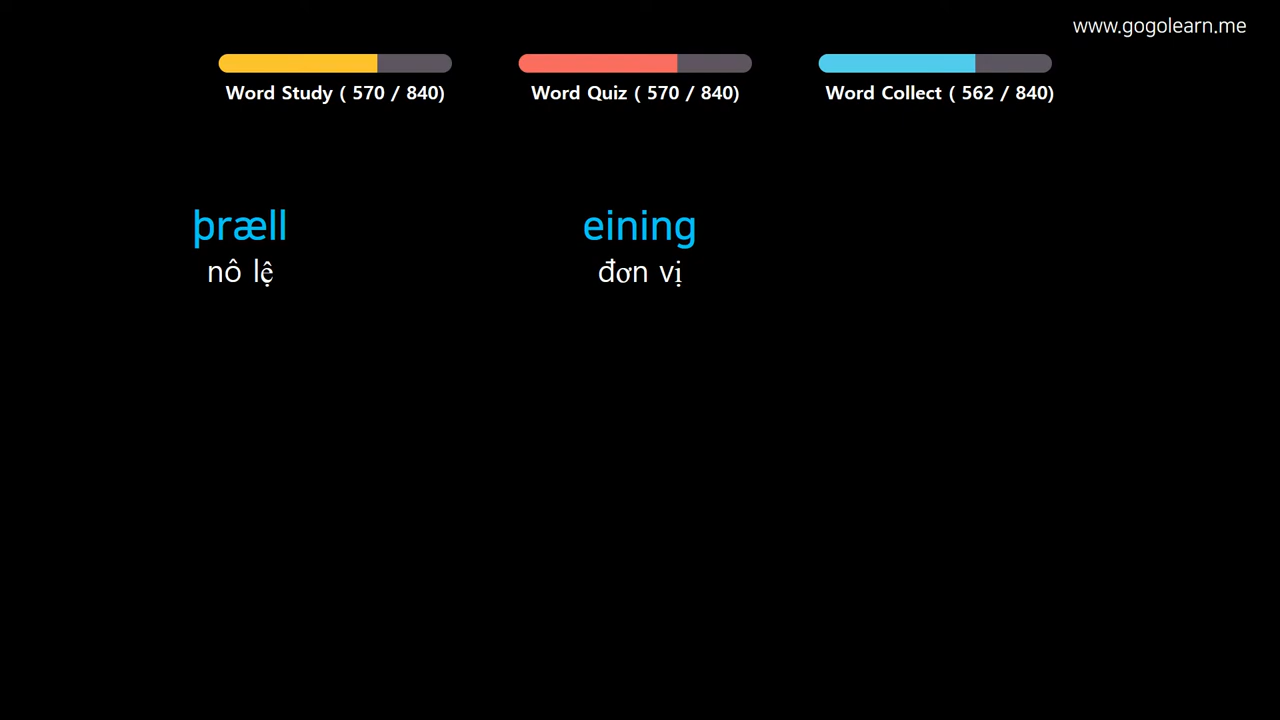 www.gogolearn.me
Word Study ( 570 / 840)
Word Quiz ( 570 / 840)
Word Collect ( 562 / 840)
þræll
nô lệ
eining
đơn vị